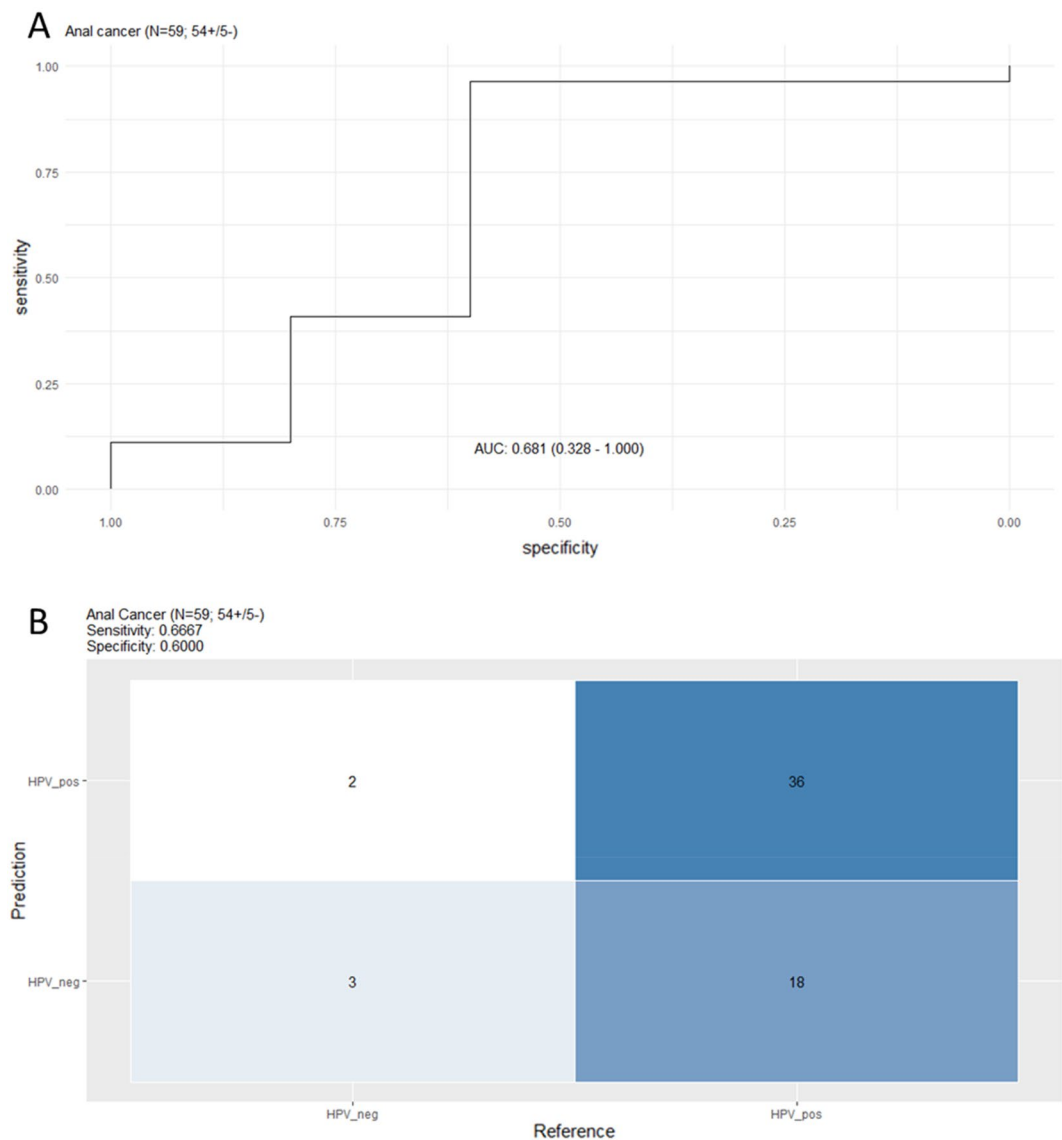 A
Anal cancer (N=59; 54+/5-)
1.00
0.75
0.50
0.25
0.00
sensitivity
AUC: 0.681 (0.328 - 1.000)
1.00 0.75 0.50 0.25 0.00
specificity
B
Anal Cancer (N=59; 54+/5-)
Sensitivity: 0.6667
Specificity: 0.6000
HPV_pos
2 36
Prediction
HPV_neg
3 18
HPV_neg HPV_pos
Reference